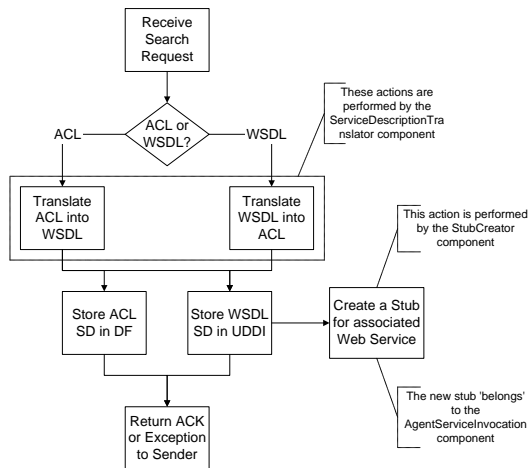 Receive
Search
Request
These actions are
performed by the
ServiceDescriptionTra
nslator component
ACL or
WSDL?
ACL
WSDL
Translate
ACL into
WSDL
Translate
WSDL into
ACL
This action is performed
by the StubCreator
component
Store ACL
SD in DF
Store WSDL
SD in UDDI
Create a Stub
for associated
Web Service
Return ACK
or Exception
to Sender
The new stub 'belongs'
to the
AgentServiceInvocation
component